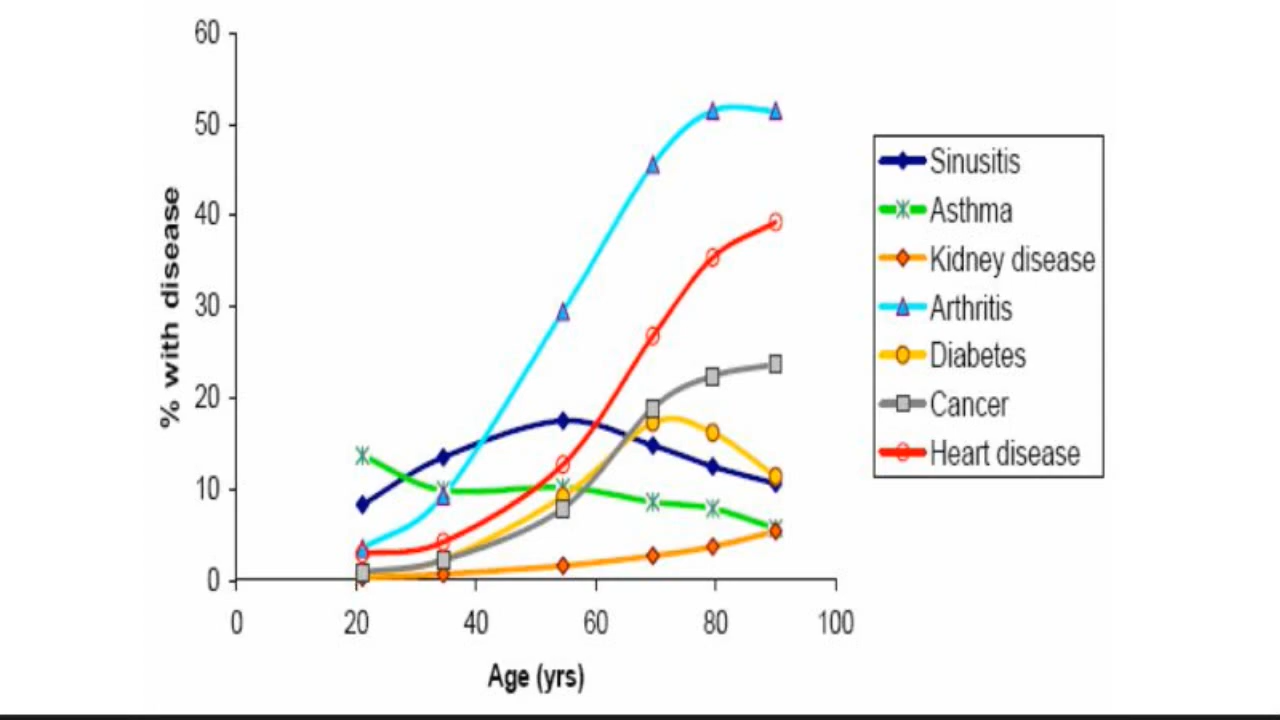 60
50
40
30
20
10
0
% with disease
0 20 40 60 80 100
Age (yrs)
Sinusitis
Asthma
Kidney disease
Arthritis
Diabetes
Cancer
Heart disease